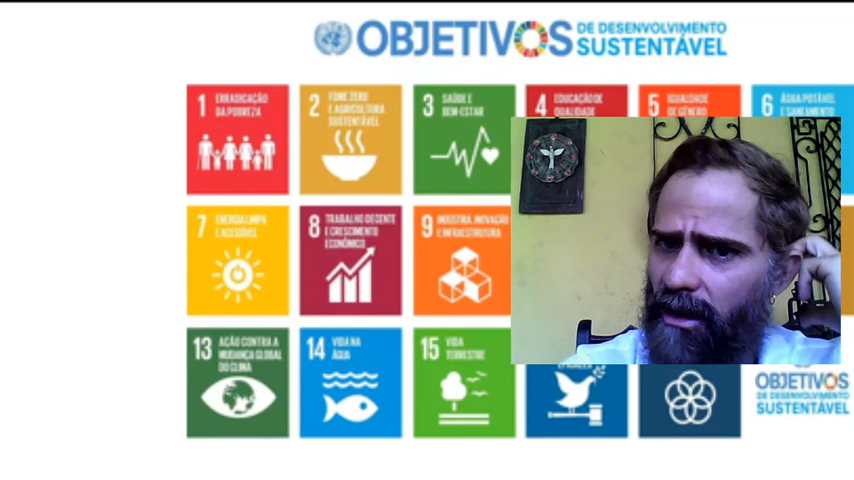 OBJETIVOS
DE DESENVOLVIMENTO
SUSTENTÁVEL
1 ERRADICAÇÃO
DA POBREZA
2 FOME ZERO
E AGRICULTURA
SUSTENTÁVEL
3 SAÚDE E
BEM-ESTAR
4 EDUCAÇÃO DE
QUALIDADE
5 IGUALDADE
DE GÊNERO
6 ÁGUA POTÁVEL
E SANEAMENTO
7 ENERGIA LIMPA
E ACESSÍVEL
8 TRABALHO DECENTE
E CRESCIMENTO
ECONÔMICO
9 INDÚSTRIA, INOVAÇÃO
E INFRAESTRUTURA
13 AÇÃO CONTRA A
MUDANÇA GLOBAL
DO CLIMA
14 VIDA NA
ÁGUA
15 VIDA
TERRESTRE
OBJETIVOS
DE DESENVOLVIMENTO
SUSTENTÁVEL